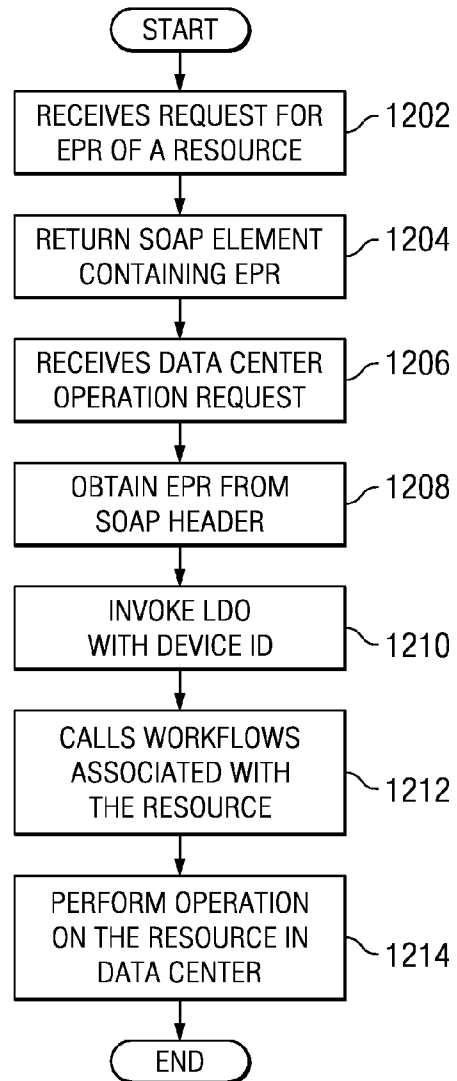 START
RECEIVES REQUEST FOR
EPR OF A RESOURCE
1202
RETURN SOAP ELEMENT
CONTAINING EPR
1204
RECEIVES DATA CENTER
OPERATION REQUEST
1206
OBTAIN EPR FROM
SOAP HEADER
1208
INVOKE LDO
WITH DEVICE ID
1210
CALLS WORKFLOWS
ASSOCIATED WITH
THE RESOURCE
1212
PERFORM OPERATION
ON THE RESOURCE IN
DATA CENTER
1214
END